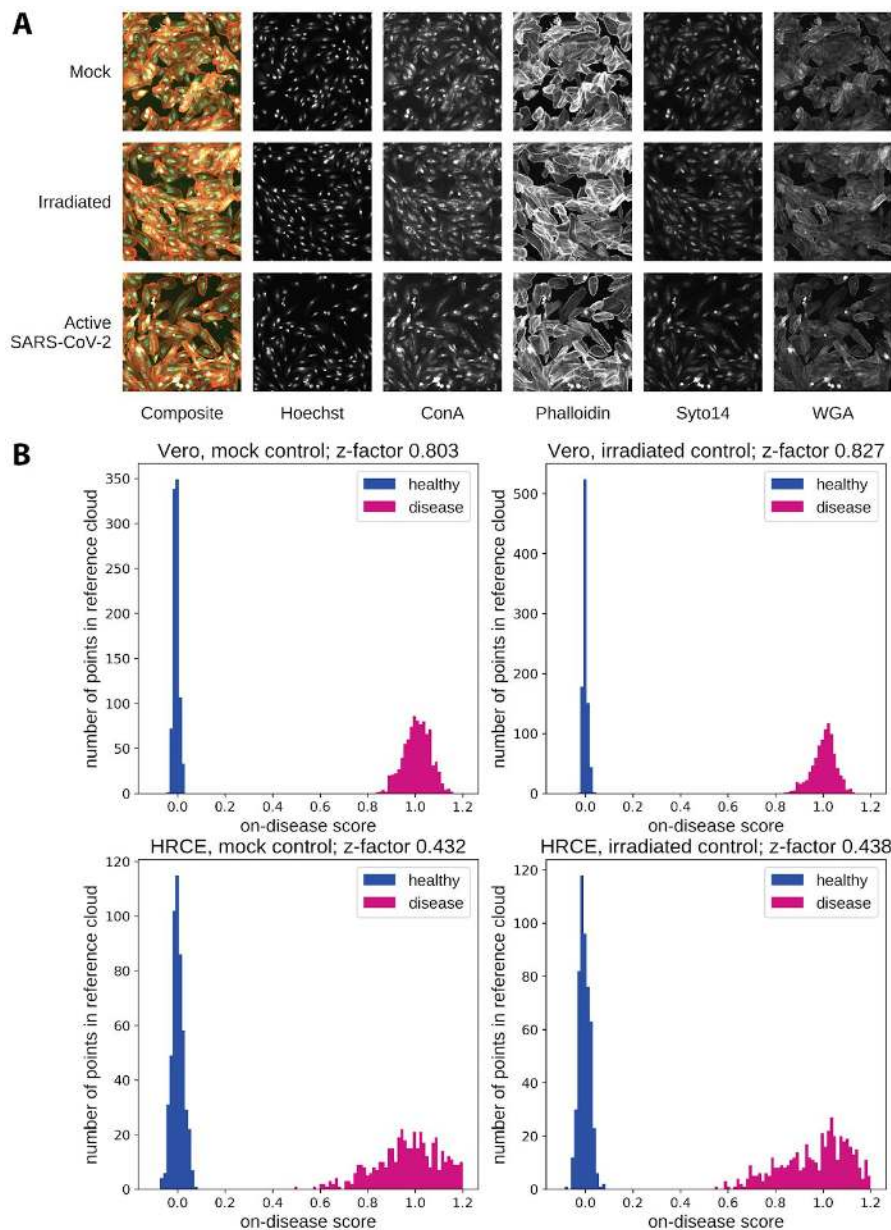 A
Mock
Irradiated
Active
SARS-CoV-2
Composite Hoechst ConA Phalloidin Syto14 WGA
B
Vero, mock control; z-factor 0.803
number of points in reference cloud
350
300
250
200
150
100
50
0
healthy
disease
0.0 0.2 0.4 0.6 0.8 1.0 1.2
on-disease score
Vero, irradiated control; z-factor 0.827
number of points in reference cloud
500
400
300
200
100
0
healthy
disease
0.0 0.2 0.4 0.6 0.8 1.0 1.2
on-disease score
HRCE, mock control; z-factor 0.432
number of points in reference cloud
120
100
80
60
40
20
0
healthy
disease
0.0 0.2 0.4 0.6 0.8 1.0 1.2
on-disease score
HRCE, irradiated control; z-factor 0.438
number of points in reference cloud
120
100
80
60
40
20
0
healthy
disease
0.0 0.2 0.4 0.6 0.8 1.0 1.2
on-disease score